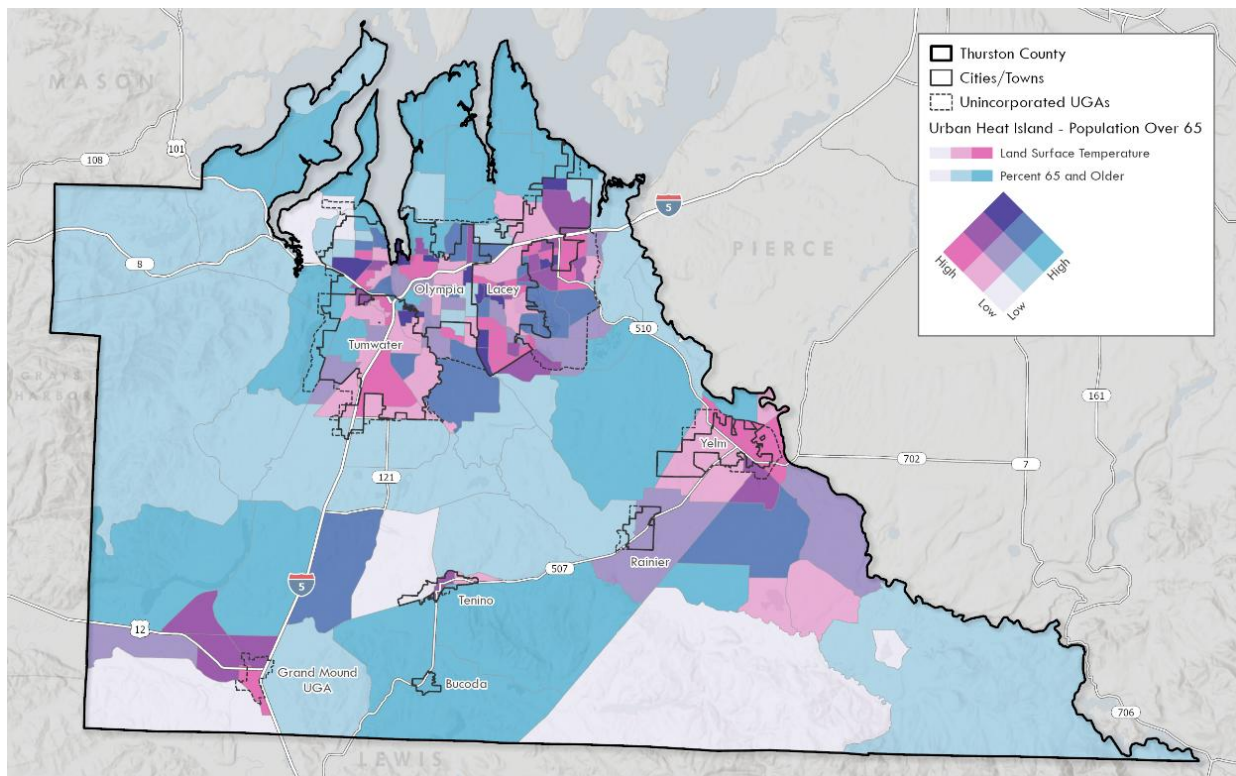 MASON
101
108
8
5
PIERCE
Olympia
Lacey
510
Tumwater
GRAYS
HARBOR
161
Yelm
702
7
121
Rainier
507
5
Tenino
12
Grand Mound
UGA
Bucoda
706
LEWIS
Thurston County
Cities/Towns
Unincorporated UGAs
Urban Heat Island - Population Over 65
Land Surface Temperature
Percent 65 and Older
High
Low
Low
High